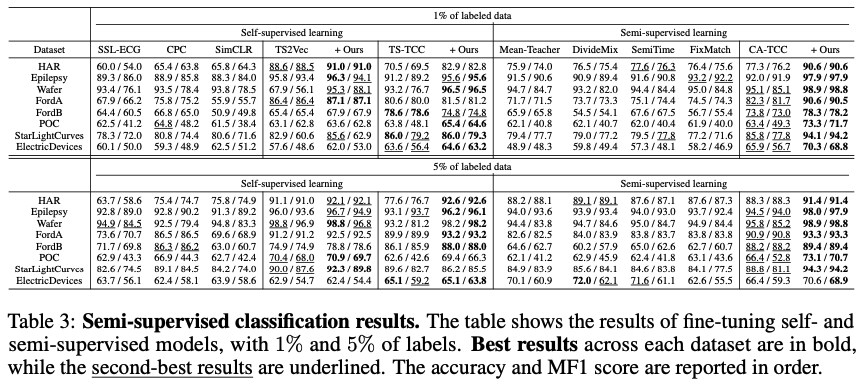 1% of labeled data
Self-supervised learning Semi-supervised learning
Dataset SSL-ECG CPC SimCLR TS2Vec + Ours TS-TCC + Ours Mean-Teacher DivideMix SemiTime FixMatch CA-TCC + Ours
HAR 60.0 / 54.0 65.4 / 63.8 65.8 / 64.3 88.6 / 88.5 91.0 / 91.0 70.5 / 69.5 82.9 / 82.8 75.9 / 74.0 76.5 / 75.4 77.6 / 76.3 76.4 / 75.6 77.3 / 76.2 90.6 / 90.6
Epilepsy 89.3 / 86.0 88.9 / 85.8 88.3 / 84.0 95.8 / 93.4 96.3 / 94.1 91.2 / 89.2 95.6 / 95.6 91.5 / 90.6 90.9 / 89.4 91.6 / 90.8 93.2 / 92.2 92.0 / 91.9 97.9 / 97.9
Wafer 93.4 / 76.1 93.5 / 78.4 93.8 / 78.5 67.9 / 56.1 95.3 / 88.1 93.2 / 76.7 96.5 / 96.5 94.7 / 84.7 93.2 / 82.0 94.4 / 84.4 95.0 / 84.8 95.1 / 85.1 98.9 / 98.8
FordA 67.9 / 66.2 75.8 / 75.2 55.9 / 55.7 86.4 / 86.4 87.1 / 87.1 80.6 / 80.0 81.5 / 81.2 71.7 / 71.5 73.7 / 73.3 75.1 / 74.4 74.5 / 74.3 82.3 / 81.7 90.6 / 90.5
FordB 64.4 / 60.5 66.8 / 65.0 50.9 / 49.8 65.4 / 65.4 67.9 / 67.9 78.6 / 78.6 74.8 / 74.8 65.9 / 65.8 54.5 / 54.1 67.6 / 67.5 56.7 / 55.4 73.8 / 73.0 78.3 / 78.2
POC 62.5 / 41.2 64.8 / 48.2 61.5 / 38.4 63.1 / 62.8 63.6 / 62.8 63.8 / 48.1 65.4 / 64.6 62.1 / 40.8 62.1 / 40.7 62.0 / 40.4 61.9 / 40.0 63.4 / 49.3 73.3 / 71.7
StarLightCurves 78.3 / 72.0 80.8 / 74.4 80.6 / 71.6 82.9 / 60.6 85.6 / 62.9 86.0 / 79.2 86.0 / 79.3 79.4 / 77.7 79.0 / 77.2 79.5 / 77.8 77.2 / 71.6 85.8 / 77.8 94.1 / 94.2
ElectricDevices 60.1 / 50.0 59.3 / 48.9 62.5 / 51.2 57.6 / 48.6 62.0 / 53.0 63.6 / 56.4 64.6 / 63.2 48.9 / 48.3 59.8 / 49.4 57.3 / 48.1 58.2 / 46.9 65.9 / 56.7 70.3 / 68.8
5% of labeled data
Self-supervised learning Semi-supervised learning
HAR 63.7 / 58.6 75.4 / 74.7 75.8 / 74.9 91.1 / 91.0 92.1 / 92.1 77.6 / 76.7 92.6 / 92.6 88.2 / 88.1 89.1 / 89.1 87.6 / 87.1 87.6 / 87.3 88.3 / 88.3 91.4 / 91.4
Epilepsy 92.8 / 89.0 92.8 / 90.2 91.3 / 89.2 96.0 / 93.6 96.7 / 94.9 93.1 / 93.7 96.2 / 96.1 94.0 / 93.6 93.9 / 93.4 94.0 / 93.0 93.7 / 92.4 94.5 / 94.0 98.0 / 97.9
Wafer 94.9 / 84.5 92.5 / 79.4 94.8 / 83.3 98.8 / 96.9 98.8 / 96.8 93.2 / 81.2 98.2 / 98.2 94.4 / 83.8 94.7 / 84.6 95.0 / 84.7 94.9 / 84.4 95.8 / 85.2 98.9 / 98.8
FordA 73.6 / 70.7 86.5 / 86.5 69.6 / 68.9 91.2 / 91.2 92.5 / 92.5 89.9 / 89.9 93.2 / 93.2 82.6 / 82.5 84.0 / 83.9 83.8 / 83.7 83.8 / 83.8 90.9 / 90.8 93.3 / 93.3
FordB 71.7 / 69.8 86.3 / 86.2 63.0 / 60.7 74.9 / 74.9 78.8 / 78.6 86.1 / 85.9 88.0 / 88.0 64.6 / 62.7 60.2 / 57.9 65.0 / 62.6 62.7 / 60.7 88.2 / 88.2 89.4 / 89.4
POC 62.9 / 43.3 66.9 / 44.3 62.7 / 42.4 70.4 / 68.0 70.9 / 69.7 62.6 / 42.6 69.4 / 66.3 62.1 / 41.2 62.9 / 45.9 62.4 / 41.8 63.1 / 43.6 66.4 / 52.8 73.1 / 70.7
StarLightCurves 82.6 / 74.5 89.1 / 84.5 84.2 / 74.0 90.0 / 87.6 92.3 / 89.8 89.6 / 82.7 86.2 / 85.5 84.9 / 83.9 85.6 / 84.1 84.6 / 83.8 84.1 / 77.5 88.8 / 81.1 94.3 / 94.2
ElectricDevices 63.7 / 56.1 62.4 / 58.1 63.9 / 58.6 62.9 / 54.7 62.4 / 54.4 65.1 / 59.2 65.1 / 63.8 70.1 / 60.9 72.0 / 62.1 71.6 / 61.1 62.6 / 55.5 66.4 / 59.3 70.6 / 68.9
Table 3: Semi-supervised classification results. The table shows the results of fine-tuning self- and
semi-supervised models, with 1% and 5% of labels. Best results across each dataset are in bold,
while the second-best results are underlined. The accuracy and MF1 score are reported in order.